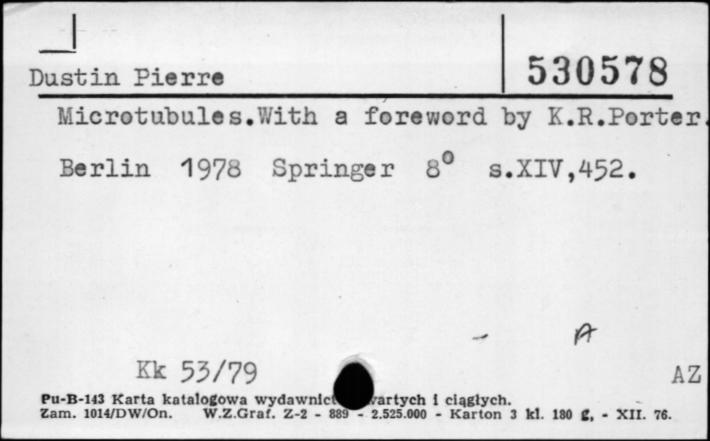 Dustin Pierre 530578
Microtubules.With a foreword by K.R.Porter.
Berlin 1978 Springer 8° s.XIV,452.
A
Kk 53/79 AZ
Pu-B-143 Karta katalogowa wydawnict wartych i ciągłych.
Zam. 1014/DW/On. W.Z.Graf. Z-2 - 889 - 2.525.000 - Karton 3 kl. 180 g, - XII. 76.